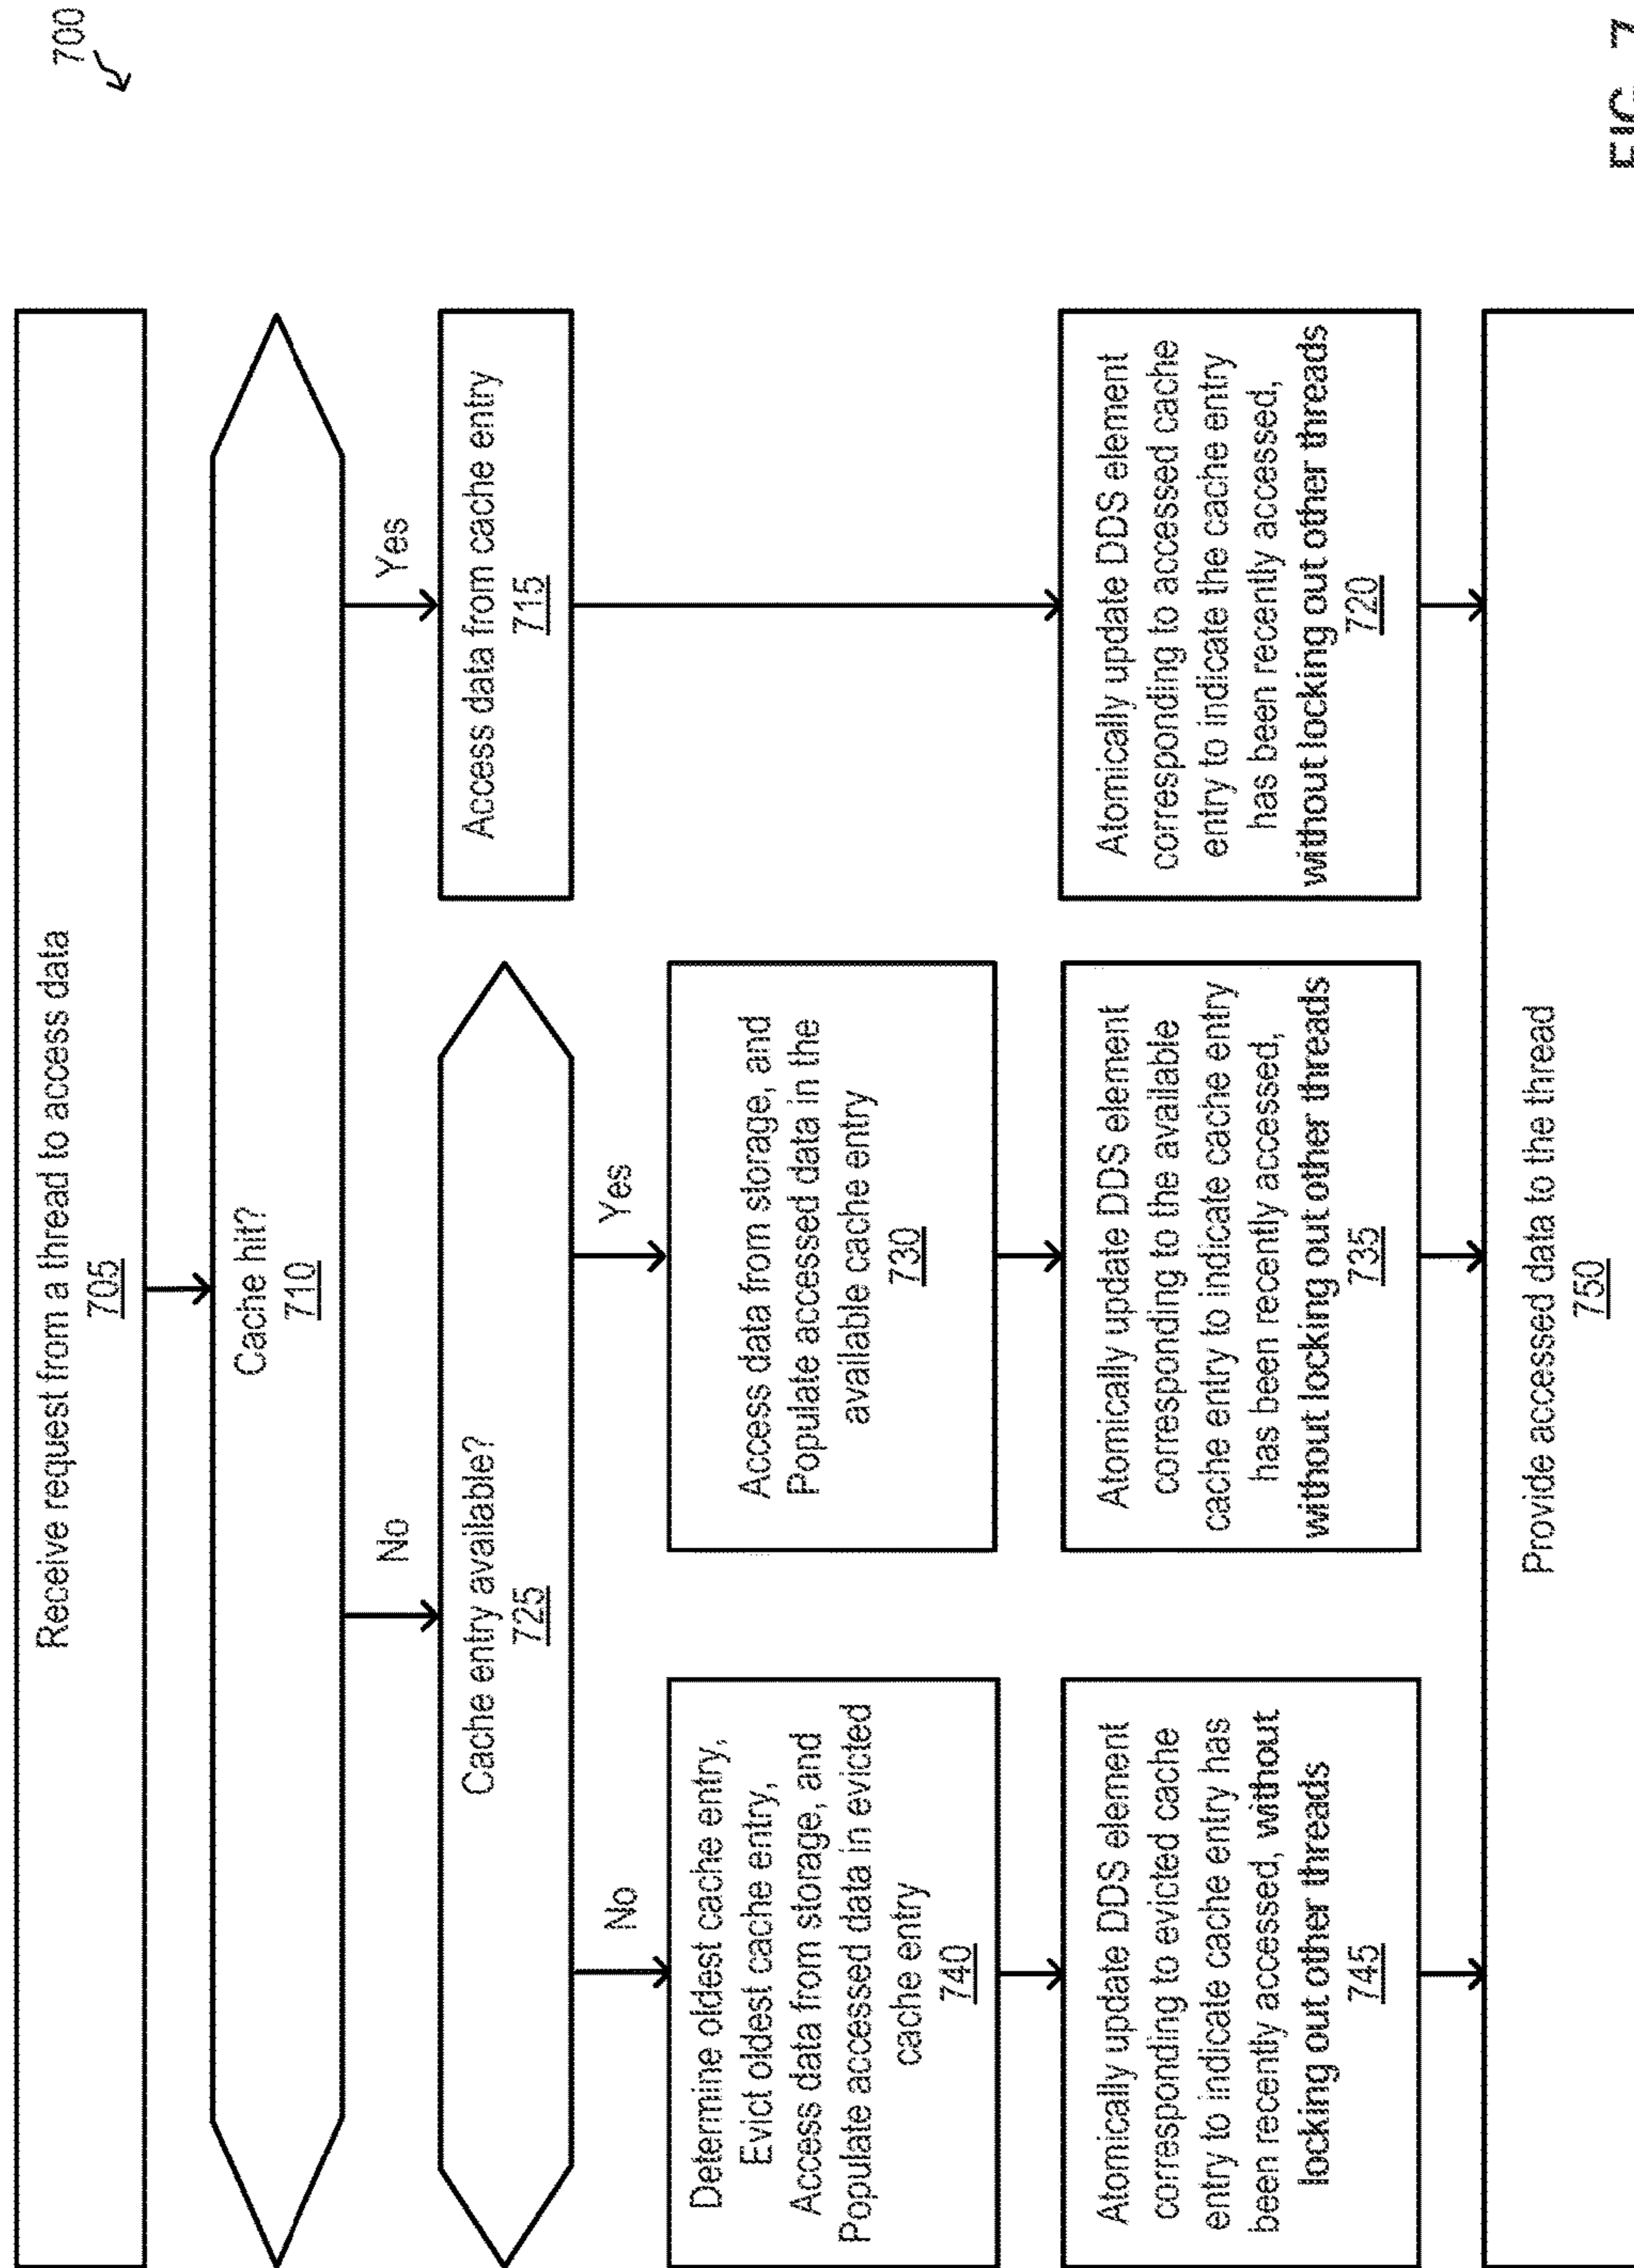 700
Receive request from a thread to access data
705
Cache hit?
710
No
Yes
Cache entry available?
725
Access data from cache entry
715
No
Yes
Determine oldest cache entry,
Evict oldest cache entry,
Access data from storage, and
Populate accessed data in evicted
cache entry
740
Access data from storage, and
Populate accessed data in the
available cache entry
730
Atomically update DDS element
corresponding to evicted cache
entry to indicate cache entry has
been recently accessed, without
locking out other threads
745
Atomically update DDS element
corresponding to the available
cache entry to indicate cache entry
has been recently accessed,
without locking out other threads
735
Atomically update DDS element
corresponding to accessed cache
entry to indicate the cache entry
has been recently accessed,
without locking out other threads
720
Provide accessed data to the thread
750
FIG. 7